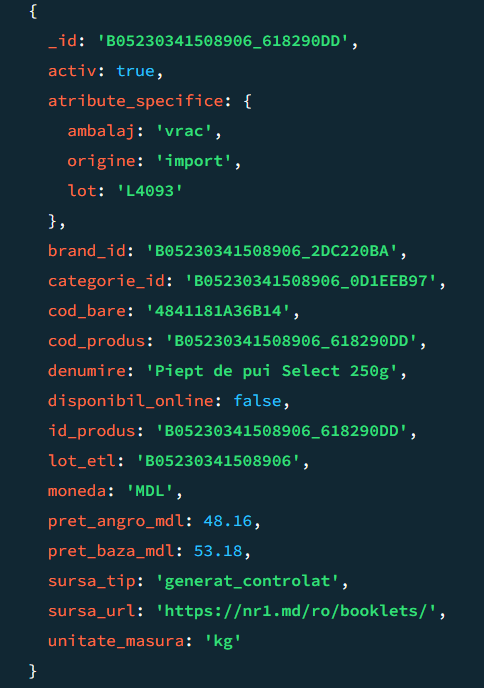 {
  _id: 'B05230341508906_618290DD',
  activ: true,
  atribute_specifice: {
    ambalaj: 'vrac',
    origine: 'import',
    lot: 'L4093'
  },
  brand_id: 'B05230341508906_2DC220BA',
  categorie_id: 'B05230341508906_0D1EEB97',
  cod_bare: '4841181A36B14',
  cod_produs: 'B05230341508906_618290DD',
  denumire: 'Piept de pui Select 250g',
  disponibil_online: false,
  id_produs: 'B05230341508906_618290DD',
  lot_etl: 'B05230341508906',
  moneda: 'MDL',
  pret_angro_mdl: 48.16,
  pret_baza_mdl: 53.18,
  sursa_tip: 'generat_controlat',
  sursa_url: 'https://nr1.md/ro/booklets/',
  unitate_masura: 'kg'
}